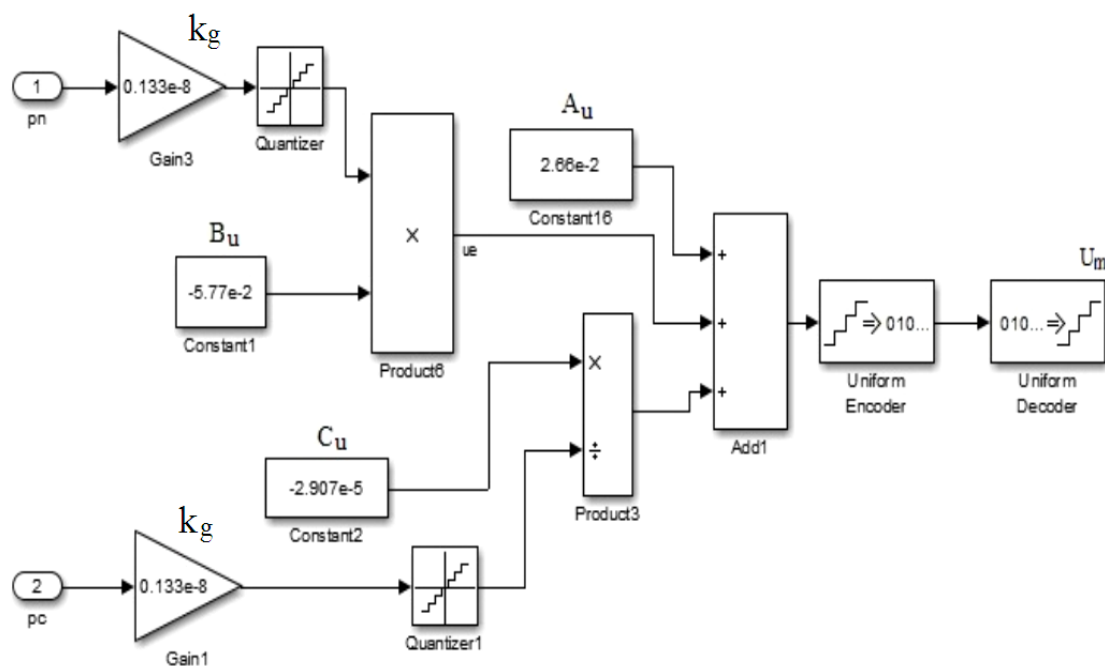 kg
1
pn
0.133e-8
Gain3
Quantizer
Bu
-5.77e-2
Constant1
×
Product6
ue
Au
2.66e-2
Constant16
Cu
-2.907e-5
Constant2
×
÷
Product3
+
+
+
Add1
010...
Uniform
Encoder
Um
010...
Uniform
Decoder
kg
2
pc
0.133e-8
Gain1
Quantizer1